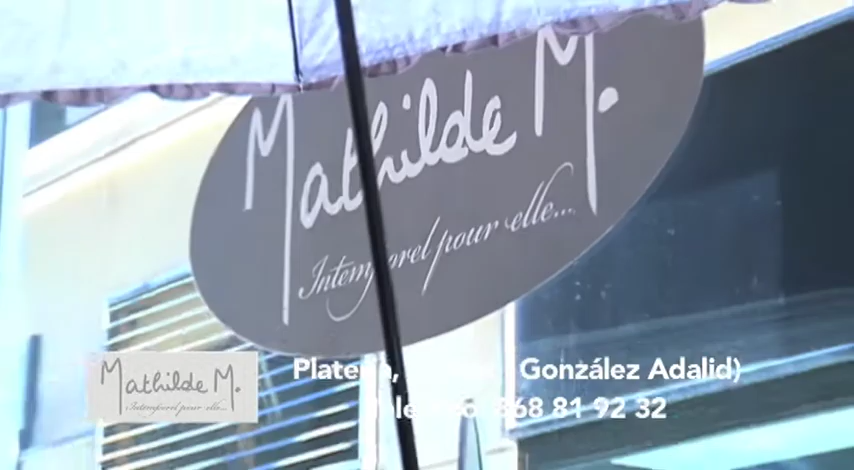 Mathilde M.
Intemporel pour elle...
Mathilde M.
Intemporel pour elle...
González Adalid)
868 81 92 32